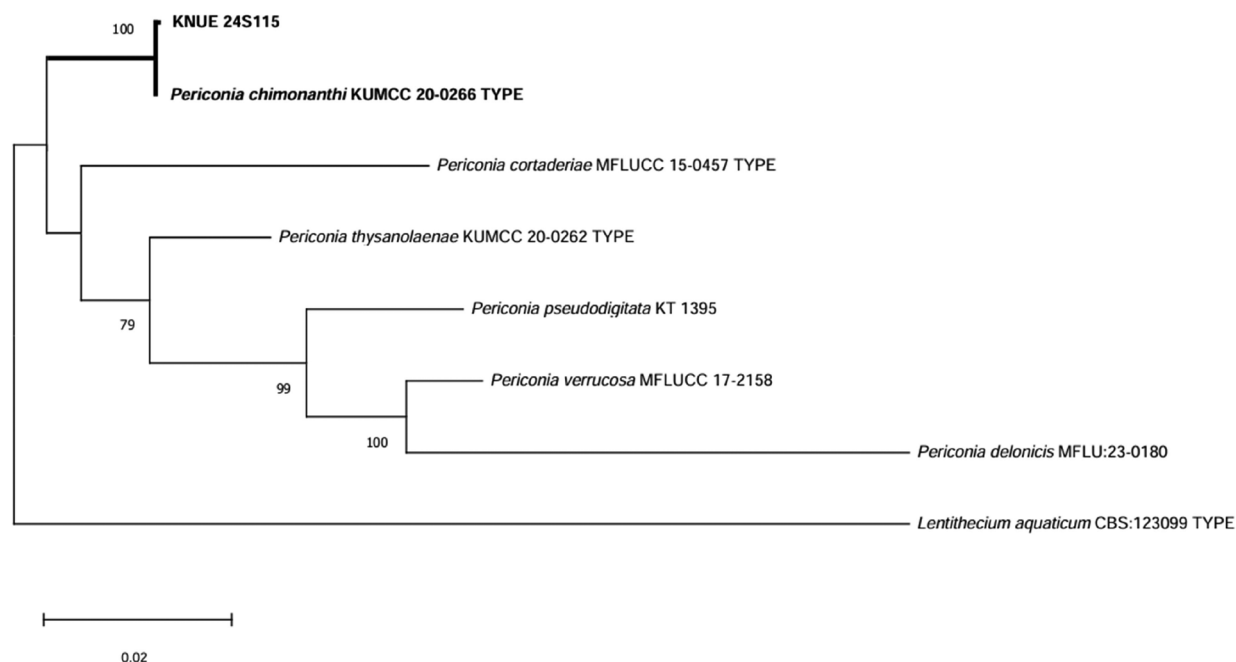 KNUE 24S115
100
Periconia chimonanthi KUMCC 20-0266 TYPE
Periconia cortaderiae MFLUCC 15-0457 TYPE
Periconia thysanolaenae KUMCC 20-0262 TYPE
Periconia pseudodigitata KT 1395
79
Periconia verrucosa MFLUCC 17-2158
99
100
Periconia delonicis MFLU:23-0180
Lentithecium aquaticum CBS:123099 TYPE
0.02